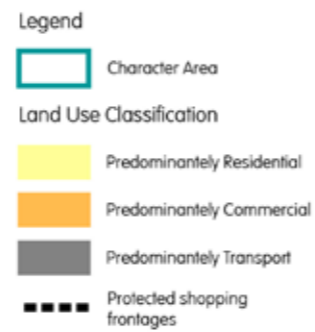 Legend
Character Area
Land Use Classification
Predominantely Residential
Predominantely Commercial
Predominantely Transport
Protected shopping
frontages